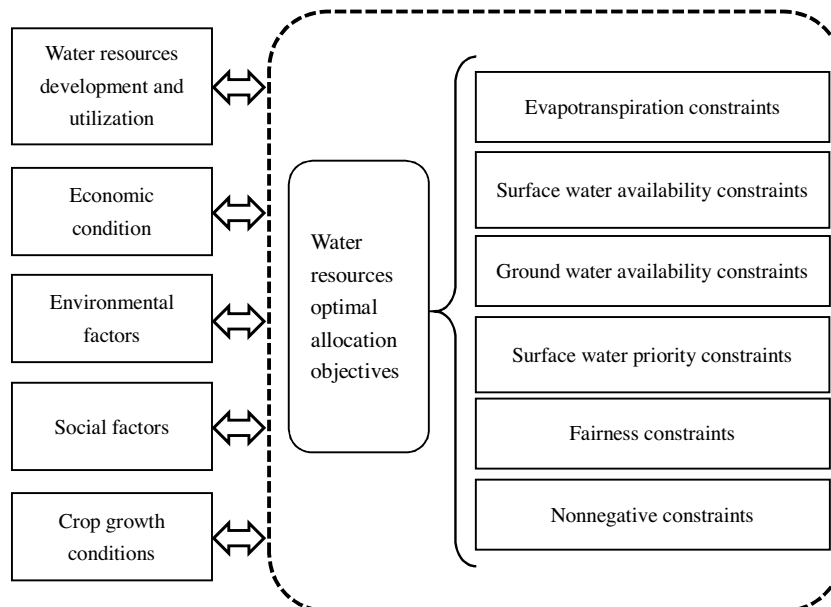 Water resources
development and
utilization
Economic
condition
Environmental
factors
Social factors
Crop growth
conditions
Water
resources
optimal
allocation
objectives
Evapotranspiration constraints
Surface water availability constraints
Ground water availability constraints
Surface water priority constraints
Fairness constraints
Nonnegative constraints